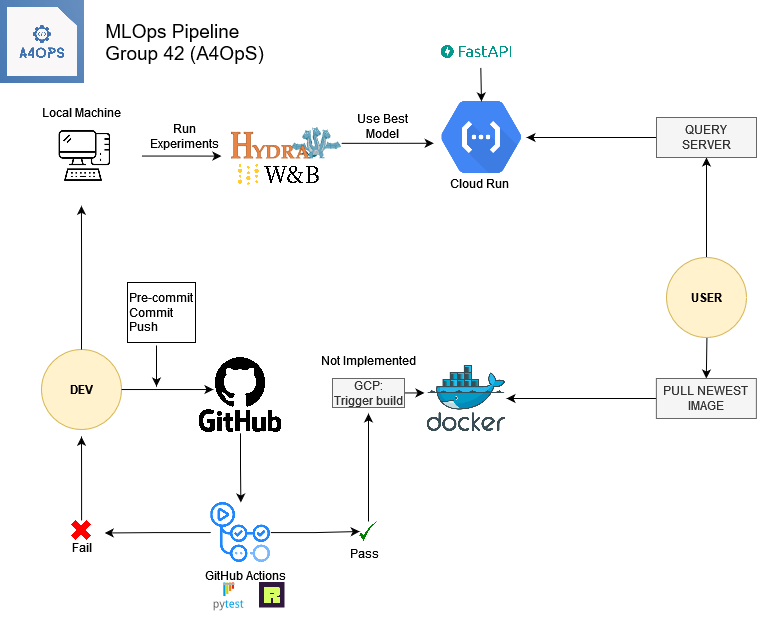 A4OPS
MLOps Pipeline
Group 42 (A4OpS)
FastAPI
Local Machine
Run
Experiments
HYDRA
W&B
Use Best
Model
Cloud Run
QUERY
SERVER
USER
Pre-commit
Commit
Push
DEV
GitHub
Not Implemented
GCP:
Trigger build
docker
PULL NEWEST
IMAGE
Fail
Pass
GitHub Actions
pytest
R